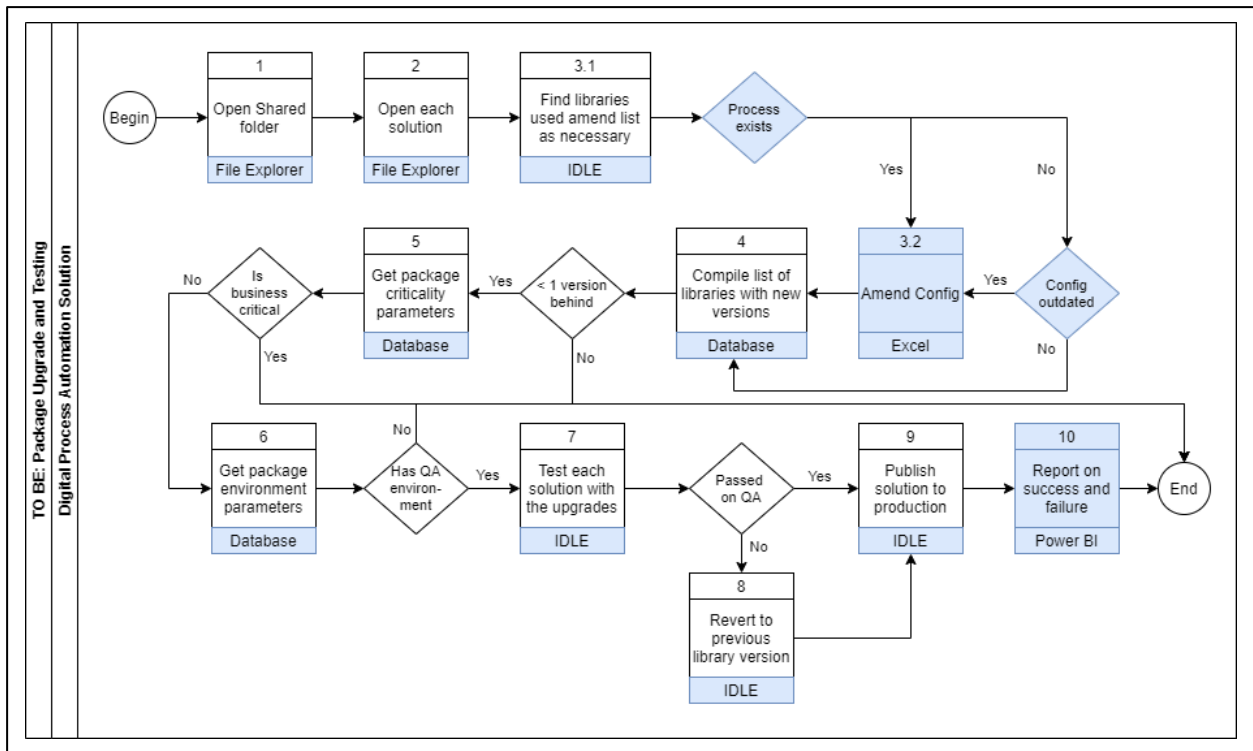 TO BE: Package Upgrade and Testing
Digital Process Automation Solution
Begin
1
Open Shared
folder
File Explorer
2
Open each
solution
File Explorer
3.1
Find libraries
used amend list
as necessary
IDLE
Process
exists
Yes
No
Config
outdated
Yes
No
3.2
Amend Config
Excel
4
Compile list of
libraries with new
versions
Database
< 1 version
behind
Yes
No
5
Get package
criticality
parameters
Database
Is
business
critical
No
Yes
6
Get package
environment
parameters
Database
Has QA
environ-
ment
No
Yes
7
Test each
solution with
the upgrades
IDLE
Passed
on QA
Yes
No
8
Revert to
previous
library version
IDLE
9
Publish
solution to
production
IDLE
10
Report on
success and
failure
Power BI
End